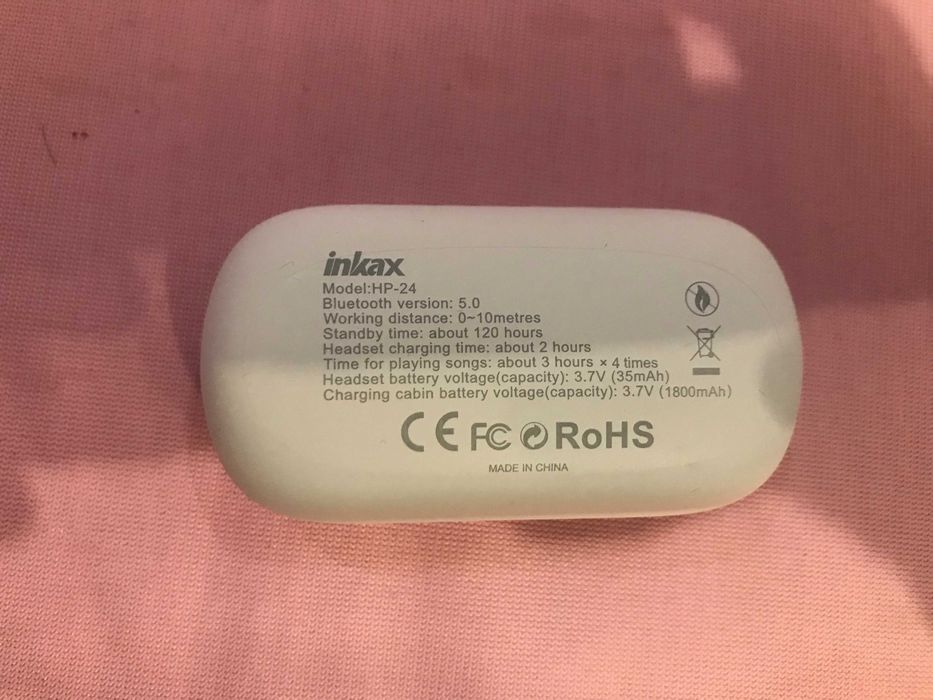 inkax
Model:HP-24
Bluetooth version: 5.0
Working distance: 0~10metres
Standby time: about 120 hours
Headset charging time: about 2 hours
Time for playing songs: about 3 hours × 4 times
Headset battery voltage(capacity): 3.7V (35mAh)
Charging cabin battery voltage(capacity): 3.7V (1800mAh)
CE FC RoHS
MADE IN CHINA